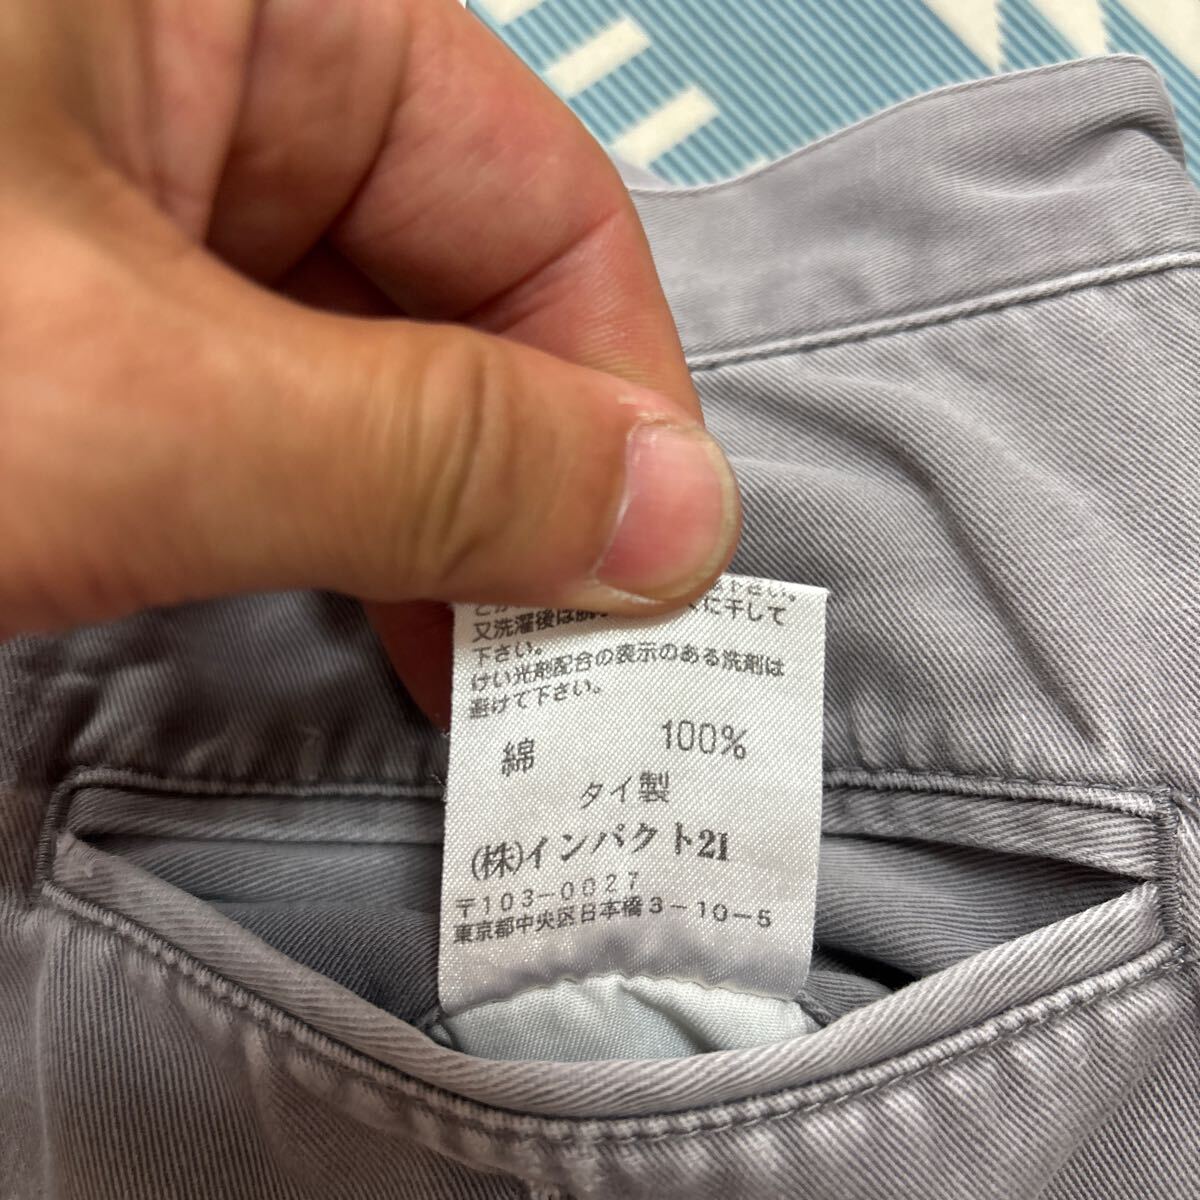 又洗濯後は
に干して
下さい。
けい光剤配合の表示のある洗剤は
避けて下さい。
綿 100%
タイ製
(株)インパクト21
〒103-0027
東京都中央区日本橋3-10-5